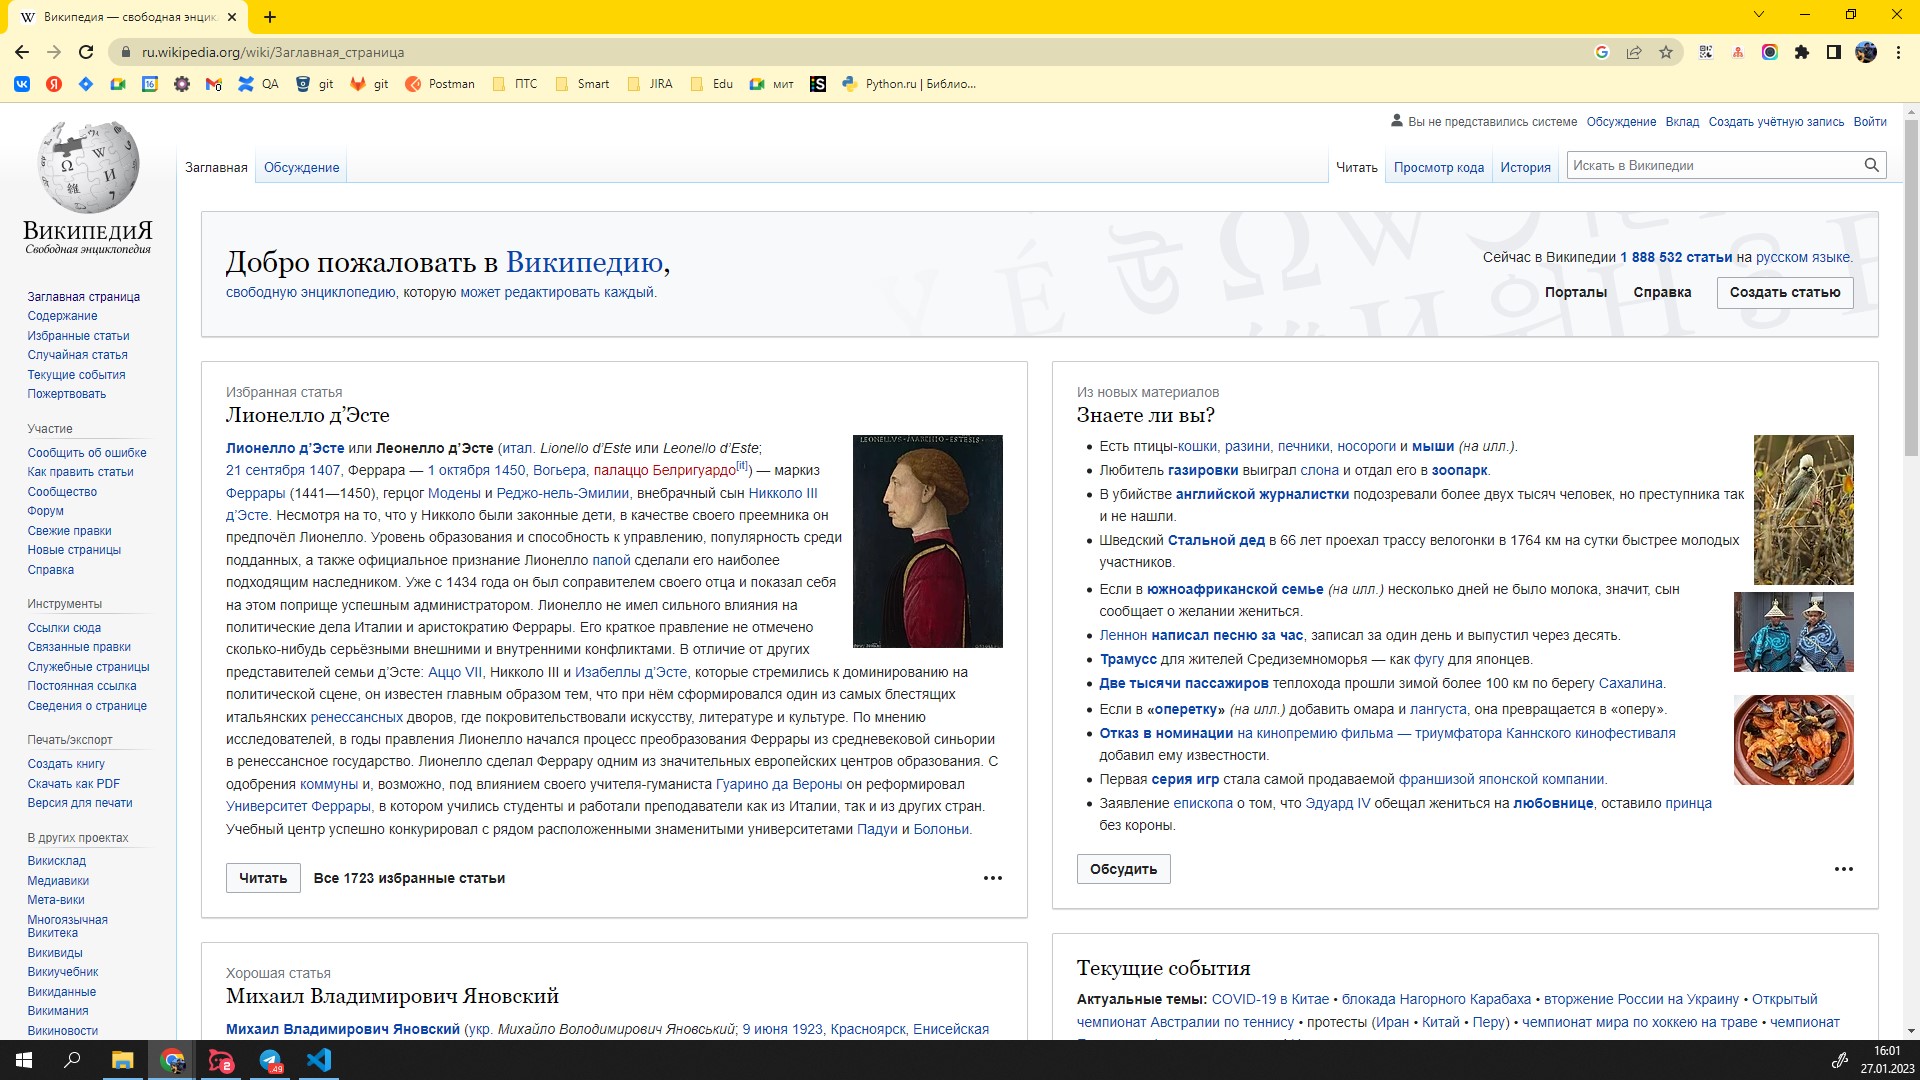 Википедия — свободная энцик
ru.wikipedia.org/wiki/Заглавная_страница
QA
git
git
Postman
ПТС
Smart
JIRA
Edu
мит
Python.ru | Библио...
Вы не представились системе Обсуждение Вклад Создать учётную запись Войти
Заглавная Обсуждение
Читать Просмотр кода История Искать в Википедии
ВикипедиЯ
Свободная энциклопедия
Заглавная страница
Содержание
Избранные статьи
Случайная статья
Текущие события
Пожертвовать
Участие
Сообщить об ошибке
Как править статьи
Сообщество
Форум
Свежие правки
Новые страницы
Справка
Инструменты
Ссылки сюда
Связанные правки
Служебные страницы
Постоянная ссылка
Сведения о странице
Печать/экспорт
Создать книгу
Скачать как PDF
Версия для печати
В других проектах
Викисклад
Медиавики
Мета-вики
Многоязычная
Викитека
Викивиды
Викиучебник
Викиданные
Викимания
Викиновости
Добро пожаловать в Википедию,
свободную энциклопедию, которую может редактировать каждый.
Сейчас в Википедии 1 888 532 статьи на русском языке.
Порталы Справка Создать статью
Избранная статья
Лионелло д’Эсте
Лионелло д’Эсте или Леонелло д’Эсте (итал. Lionello d’Este или Leonello d’Este;
21 сентября 1407, Феррара — 1 октября 1450, Вогьера, палаццо Белригуардо[it]) — маркиз
Феррары (1441—1450), герцог Модены и Реджо-нель-Эмилии, внебрачный сын Никколо III
д’Эсте. Несмотря на то, что у Никколо были законные дети, в качестве своего преемника он
предпочёл Лионелло. Уровень образования и способность к управлению, популярность среди
подданных, а также официальное признание Лионелло папой сделали его наиболее
подходящим наследником. Уже с 1434 года он был соправителем своего отца и показал себя
на этом поприще успешным администратором. Лионелло не имел сильного влияния на
политические дела Италии и аристократию Феррары. Его краткое правление не отмечено
сколько-нибудь серьёзными внешними и внутренними конфликтами. В отличие от других
представителей семьи д’Эсте: Аццо VII, Никколо III и Изабеллы д’Эсте, которые стремились к доминированию на
политической сцене, он известен главным образом тем, что при нём сформировался один из самых блестящих
итальянских ренессансных дворов, где покровительствовали искусству, литературе и культуре. По мнению
исследователей, в годы правления Лионелло начался процесс преобразования Феррары из средневековой синьории
в ренессансное государство. Лионелло сделал Феррару одним из значительных европейских центров образования. С
одобрения коммуны и, возможно, под влиянием своего учителя-гуманиста Гуарино да Вероны он реформировал
Университет Феррары, в котором учились студенты и работали преподаватели как из Италии, так и из других стран.
Учебный центр успешно конкурировал с рядом расположенными знаменитыми университетами Падуи и Болоньи.
Читать Все 1723 избранные статьи
Хорошая статья
Михаил Владимирович Яновский
Михаил Владимирович Яновский (укр. Михайло Володимирович Яновський; 9 июня 1923, Красноярск, Енисейская
Из новых материалов
Знаете ли вы?
• Есть птицы-кошки, разини, печники, носороги и мыши (на илл.).
• Любитель газировки выиграл слона и отдал его в зоопарк.
• В убийстве английской журналистки подозревали более двух тысяч человек, но преступника так
и не нашли.
• Шведский Стальной дед в 66 лет проехал трассу велогонки в 1764 км на сутки быстрее молодых
участников.
• Если в южноафриканской семье (на илл.) несколько дней не было молока, значит, сын
сообщает о желании жениться.
• Леннон написал песню за час, записал за один день и выпустил через десять.
• Трамусс для жителей Средиземноморья — как фугу для японцев.
• Две тысячи пассажиров теплохода прошли зимой более 100 км по берегу Сахалина.
• Если в «оперетку» (на илл.) добавить омара и лангуста, она превращается в «оперу».
• Отказ в номинации на кинопремию фильма — триумфатора Каннского кинофестиваля
добавил ему известности.
• Первая серия игр стала самой продаваемой франшизой японской компании.
• Заявление епископа о том, что Эдуард IV обещал жениться на любовнице, оставило принца
без короны.
Обсудить
Текущие события
Актуальные темы: COVID-19 в Китае • блокада Нагорного Карабаха • вторжение России на Украину • Открытый
чемпионат Австралии по теннису • протесты (Иран • Китай • Перу) • чемпионат мира по хоккею на траве • чемпионат
16:01
27.01.2023